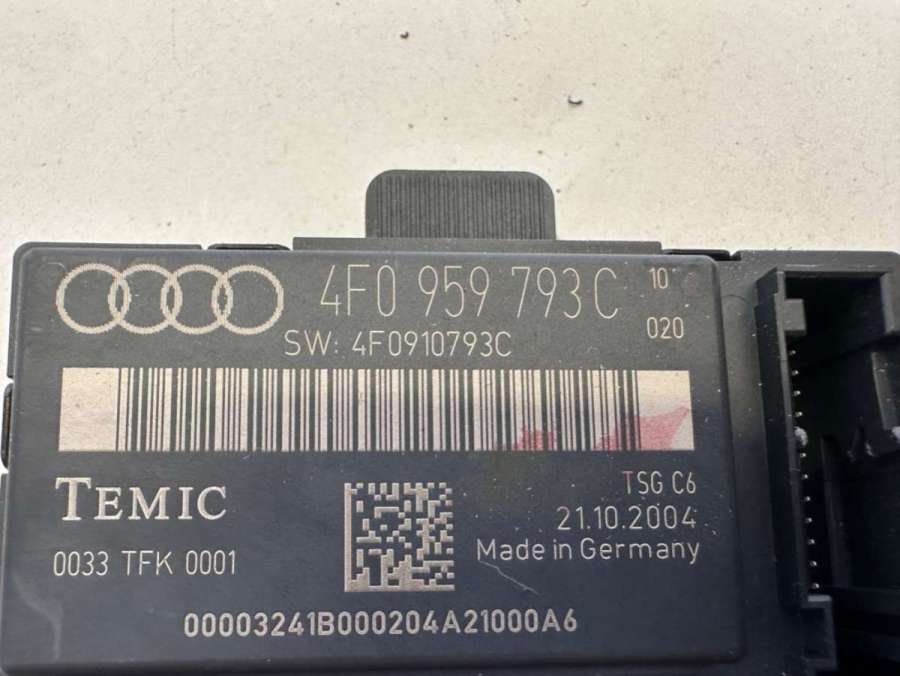 4F0 959 793 C 10
020
SW: 4F0910793C
TEMIC
TSG C6
21.10.2004
0033 TFK 0001
Made in Germany
00003241B000204A21000A6